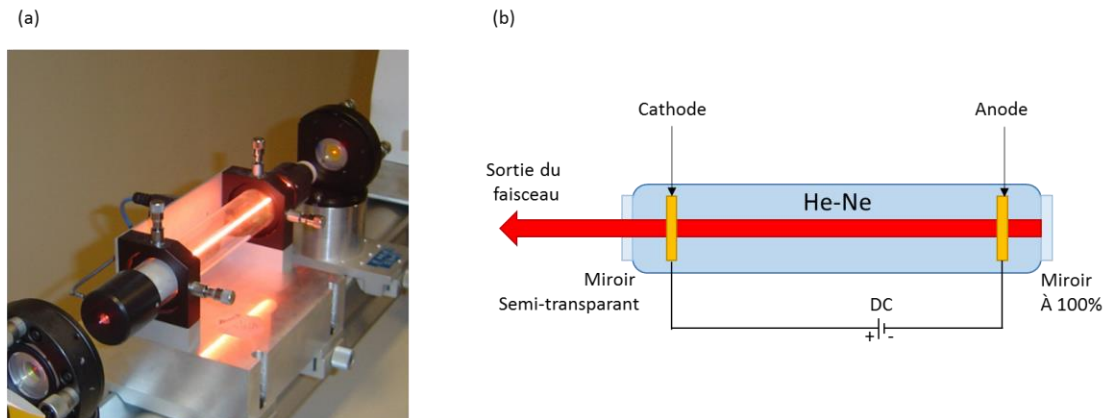 (a)
(b)
Cathode
Anode
Sortie du
faisceau
He-Ne
Miroir
Semi-transparant
DC
+ -
Miroir
À 100%